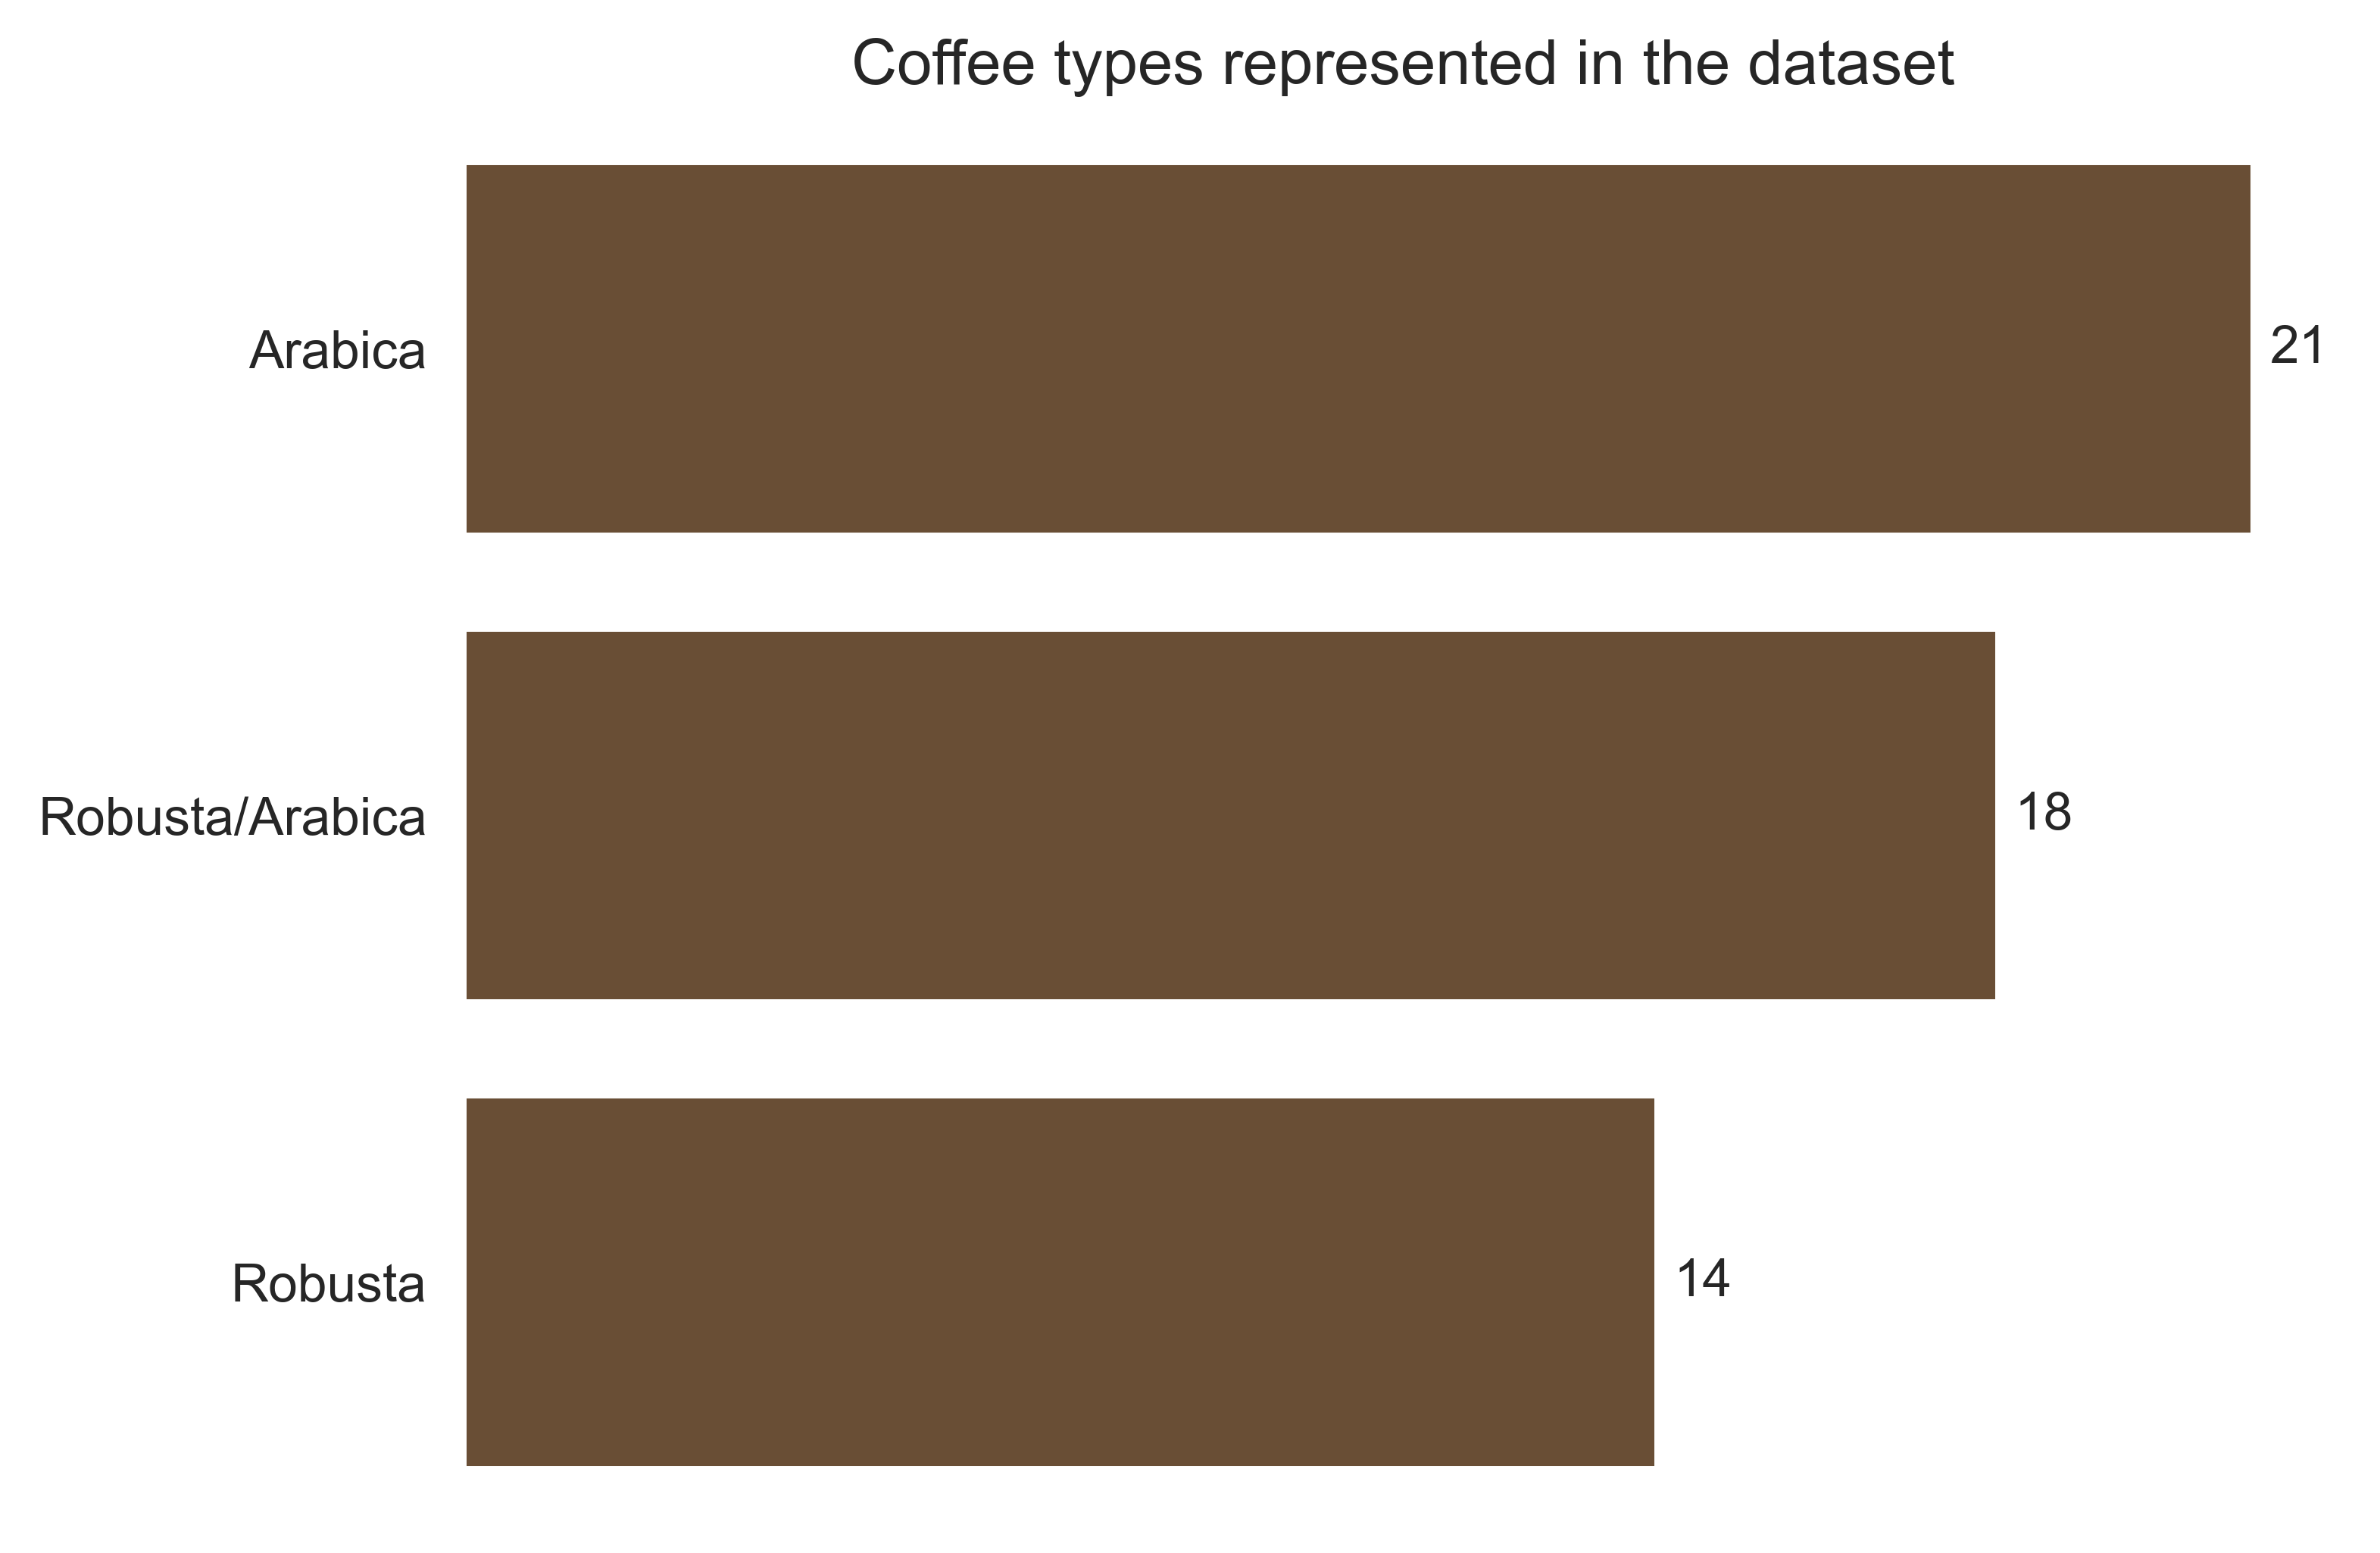 Coffee types represented in the dataset
Arabica
21
Robusta/Arabica
18
Robusta
14